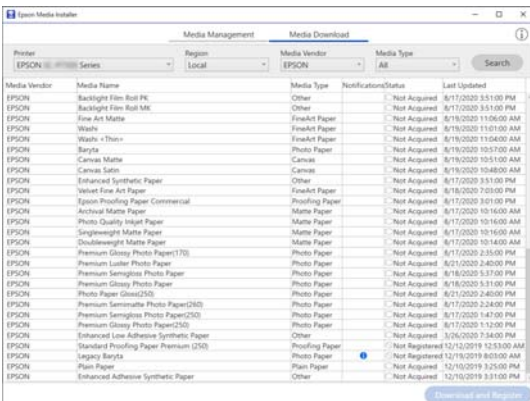 Epson Media Installer
Media Management Media Download
Printer Region Media Vendor Media Type
EPSON Series Local EPSON All Search
Media Vendor Media Name Media Type Notifications Status Last Updated
EPSON Backlight Film Roll PK Other Not Acquired 8/17/2020 3:51:00 PM
EPSON Backlight Film Roll MK Other Not Acquired 8/17/2020 3:51:00 PM
EPSON Fine Art Matte FineArt Paper Not Acquired 8/19/2020 11:06:00 AM
EPSON Washi FineArt Paper Not Acquired 8/19/2020 11:01:00 AM
EPSON Washi <Thin> FineArt Paper Not Acquired 8/19/2020 11:04:00 AM
EPSON Baryta Photo Paper Not Acquired 8/19/2020 10:57:00 AM
EPSON Canvas Matte Canvas Not Acquired 8/19/2020 10:51:00 AM
EPSON Canvas Satin Canvas Not Acquired 8/19/2020 10:48:00 AM
EPSON Enhanced Synthetic Paper Other Not Acquired 8/17/2020 3:51:00 PM
EPSON Velvet Fine Art Paper FineArt Paper Not Acquired 8/18/2020 7:03:00 PM
EPSON Epson Proofing Paper Commercial Proofing Paper Not Acquired 8/17/2020 3:01:00 PM
EPSON Archival Matte Paper Matte Paper Not Acquired 8/17/2020 10:16:00 AM
EPSON Photo Quality Inkjet Paper Matte Paper Not Acquired 8/17/2020 10:16:00 AM
EPSON Singleweight Matte Paper Matte Paper Not Acquired 8/17/2020 10:16:00 AM
EPSON Doubleweight Matte Paper Matte Paper Not Acquired 8/17/2020 10:14:00 AM
EPSON Premium Glossy Photo Paper(170) Photo Paper Not Acquired 8/17/2020 2:35:00 PM
EPSON Premium Luster Photo Paper Photo Paper Not Acquired 8/21/2020 2:40:00 PM
EPSON Premium Semigloss Photo Paper Photo Paper Not Acquired 8/18/2020 5:37:00 PM
EPSON Premium Glossy Photo Paper Photo Paper Not Acquired 8/18/2020 5:31:00 PM
EPSON Photo Paper Gloss(250) Photo Paper Not Acquired 8/21/2020 2:40:00 PM
EPSON Premium Semimatte Photo Paper(260) Photo Paper Not Acquired 8/17/2020 2:24:00 PM
EPSON Premium Semigloss Photo Paper(250) Photo Paper Not Acquired 8/17/2020 1:47:00 PM
EPSON Premium Glossy Photo Paper(250) Photo Paper Not Acquired 8/17/2020 1:12:00 PM
EPSON Enhanced Low Adhesive Synthetic Paper Other Not Acquired 3/26/2020 7:34:00 PM
EPSON Standard Proofing Paper Premium (250) Proofing Paper Not Registered 12/12/2019 12:53:00 AM
EPSON Legacy Baryta Photo Paper Not Registered 12/19/2019 8:03:00 AM
EPSON Plain Paper Plain Paper Not Acquired 12/10/2019 3:25:00 PM
EPSON Enhanced Adhesive Synthetic Paper Other Not Acquired 12/10/2019 3:31:00 PM
Download and Register